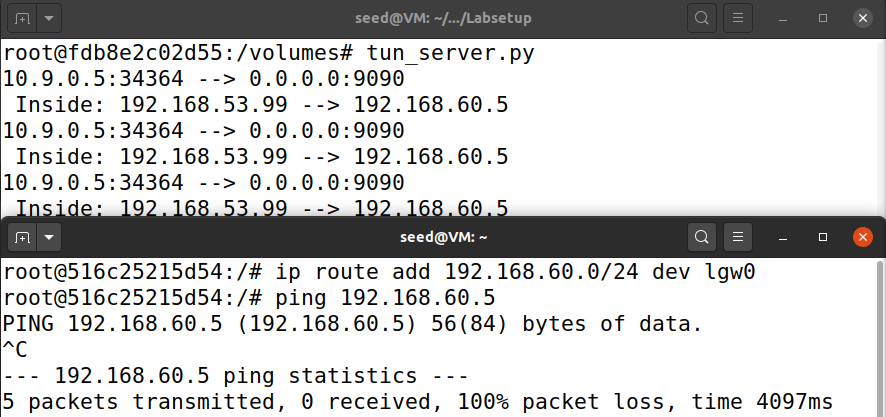 seed@VM: ~/.../Labsetup
root@fdb8e2c02d55:/volumes# tun_server.py
10.9.0.5:34364 --> 0.0.0.0:9090
 Inside: 192.168.53.99 --> 192.168.60.5
10.9.0.5:34364 --> 0.0.0.0:9090
 Inside: 192.168.53.99 --> 192.168.60.5
10.9.0.5:34364 --> 0.0.0.0:9090
 Inside: 192.168.53.99 --> 192.168.60.5
seed@VM: ~
root@516c25215d54:/# ip route add 192.168.60.0/24 dev lgw0
root@516c25215d54:/# ping 192.168.60.5
PING 192.168.60.5 (192.168.60.5) 56(84) bytes of data.
^C
--- 192.168.60.5 ping statistics ---
5 packets transmitted, 0 received, 100% packet loss, time 4097ms